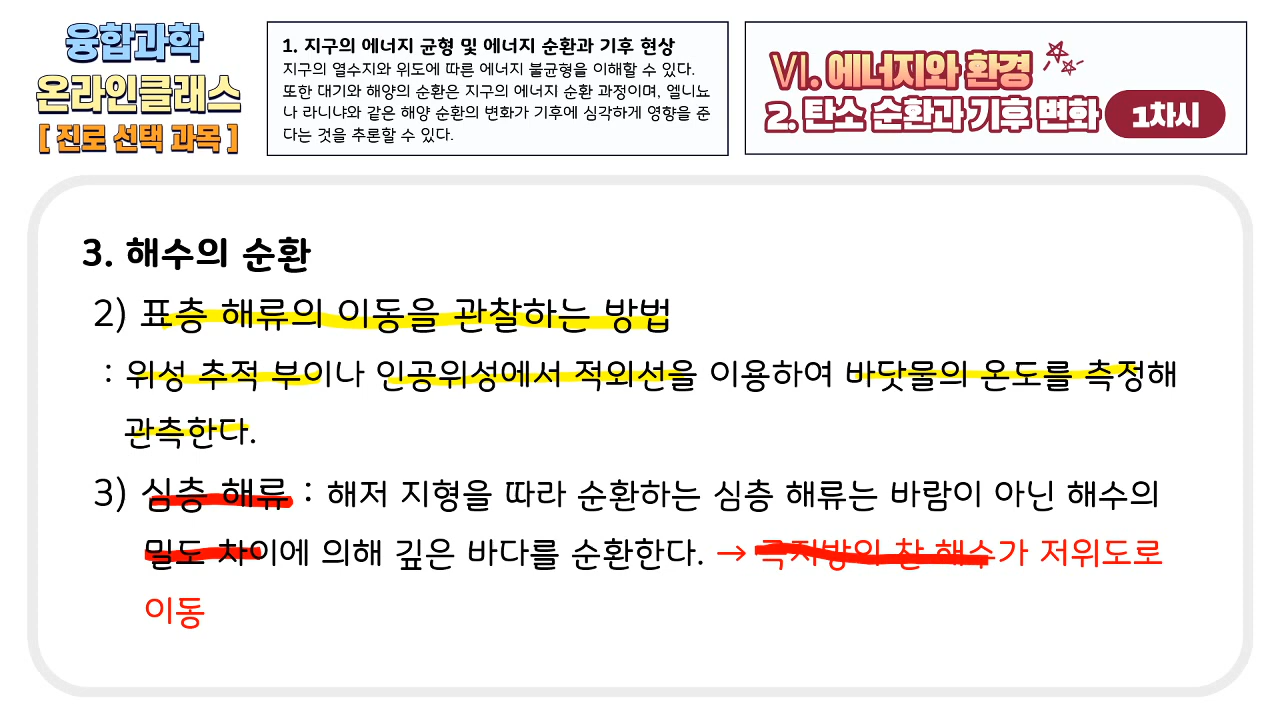 융합과학
온라인클래스
[ 진로 선택 과목 ]
1. 지구의 에너지 균형 및 에너지 순환과 기후 현상
지구의 열수지와 위도에 따른 에너지 불균형을 이해할 수 있다.
또한 대기와 해양의 순환은 지구의 에너지 순환 과정이며, 엘니뇨
나 라니냐와 같은 해양 순환의 변화가 기후에 심각하게 영향을 준
다는 것을 추론할 수 있다.
Ⅵ. 에너지와 환경
2. 탄소 순환과 기후 변화 1차시
3. 해수의 순환
2) 표층 해류의 이동을 관찰하는 방법
: 위성 추적 부이나 인공위성에서 적외선을 이용하여 바닷물의 온도를 측정해
관측한다.
3) 심층 해류 : 해저 지형을 따라 순환하는 심층 해류는 바람이 아닌 해수의
밀도 차이에 의해 깊은 바다를 순환한다. → 극지방의 찬 해수가 저위도로
이동